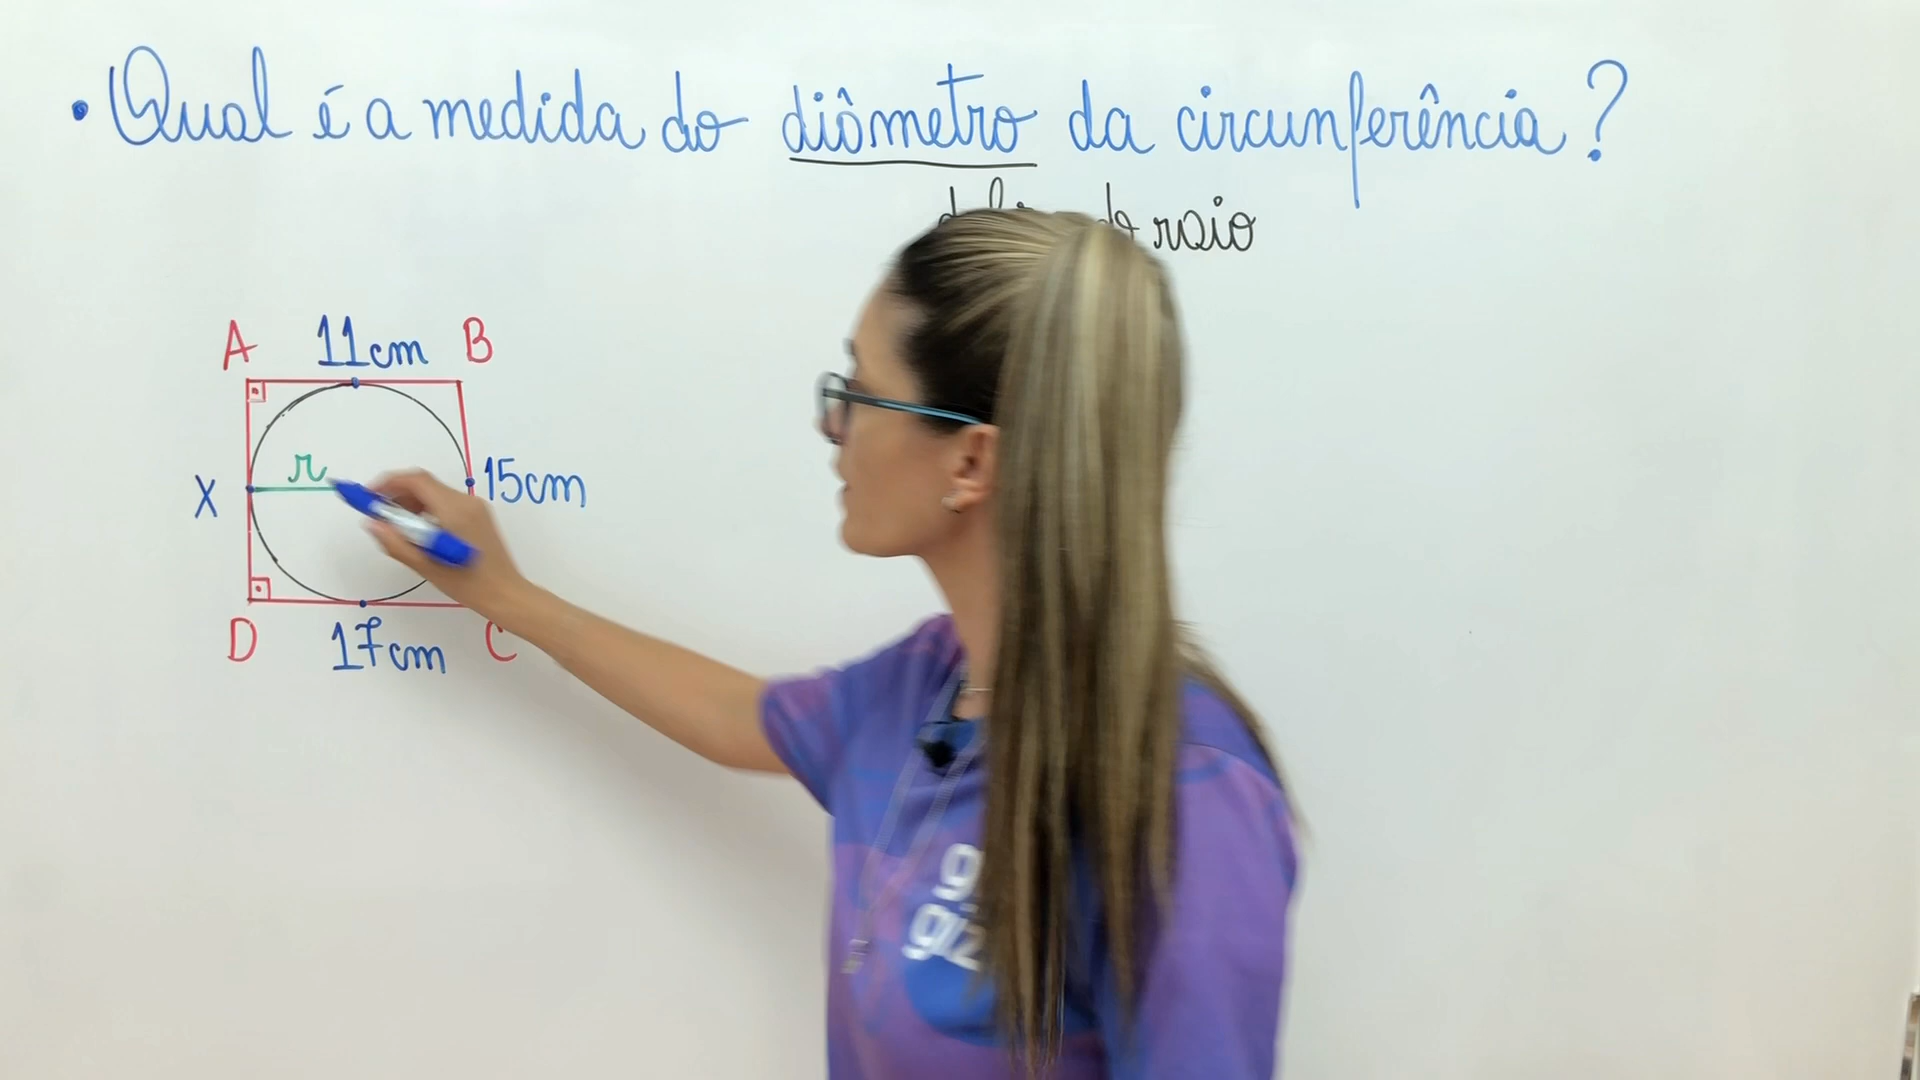 • Qual é a medida do diâmetro da circunferência?
raio
A 11cm B
r
X 15cm
D 17cm C